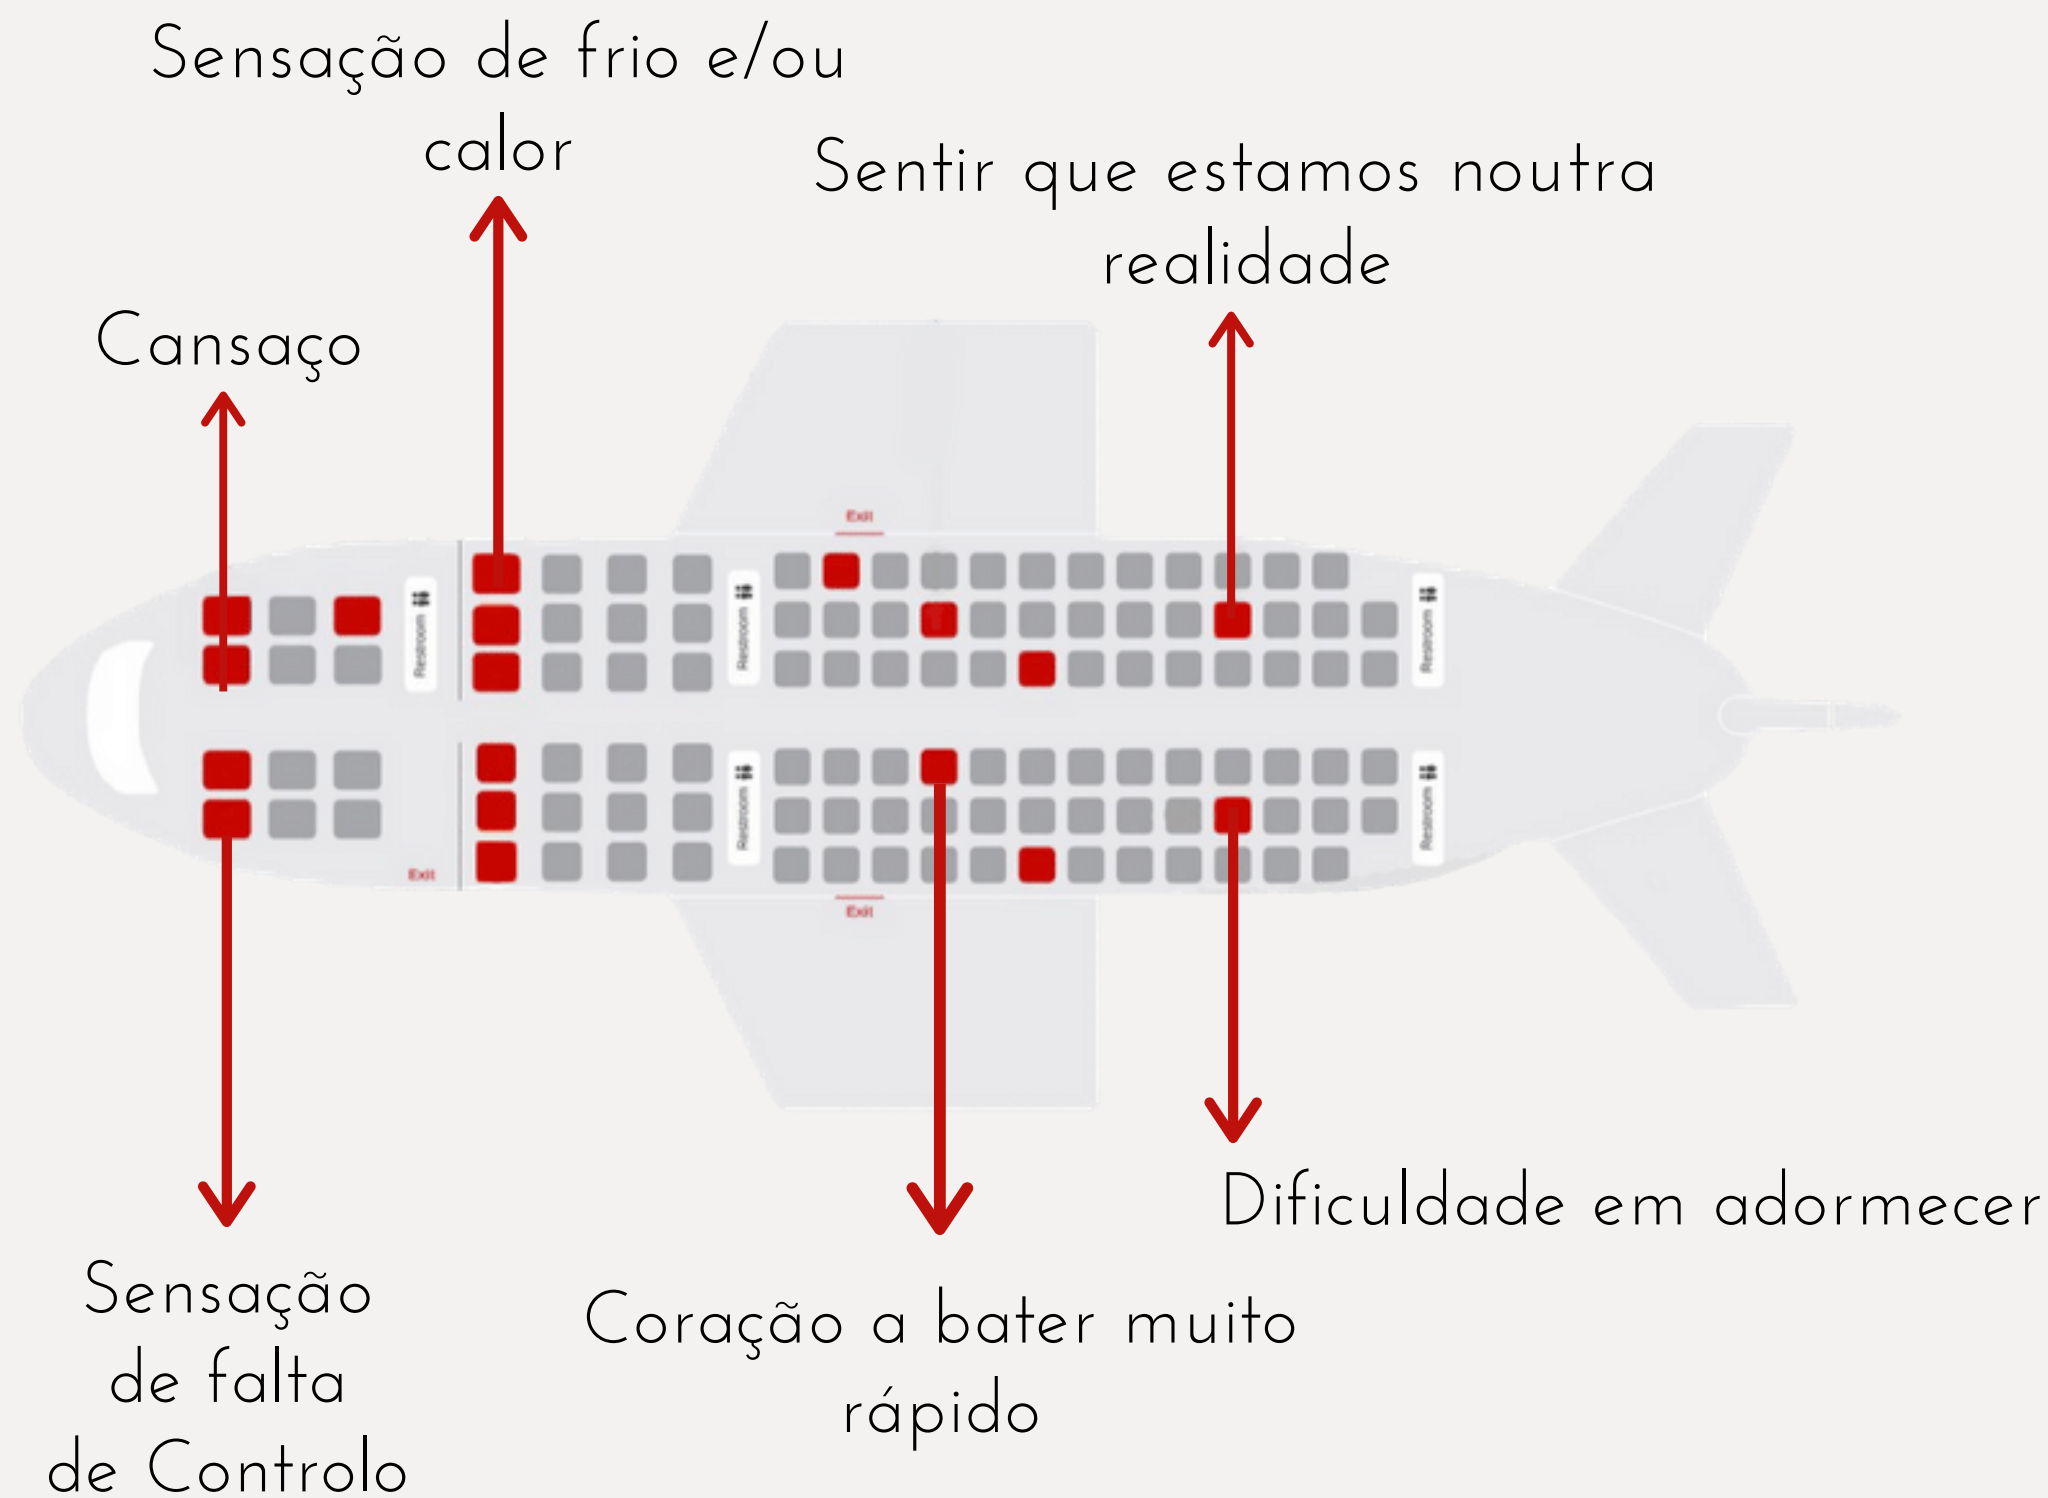 Sensação de frio e/ou
calor
Sentir que estamos noutra
realidade
Cansaço
Exit
Restroom
Restroom
Restroom
Restroom
Restroom
Exit
Exit
Dificuldade em adormecer
Sensação
de falta
de Controlo
Coração a bater muito
rápido